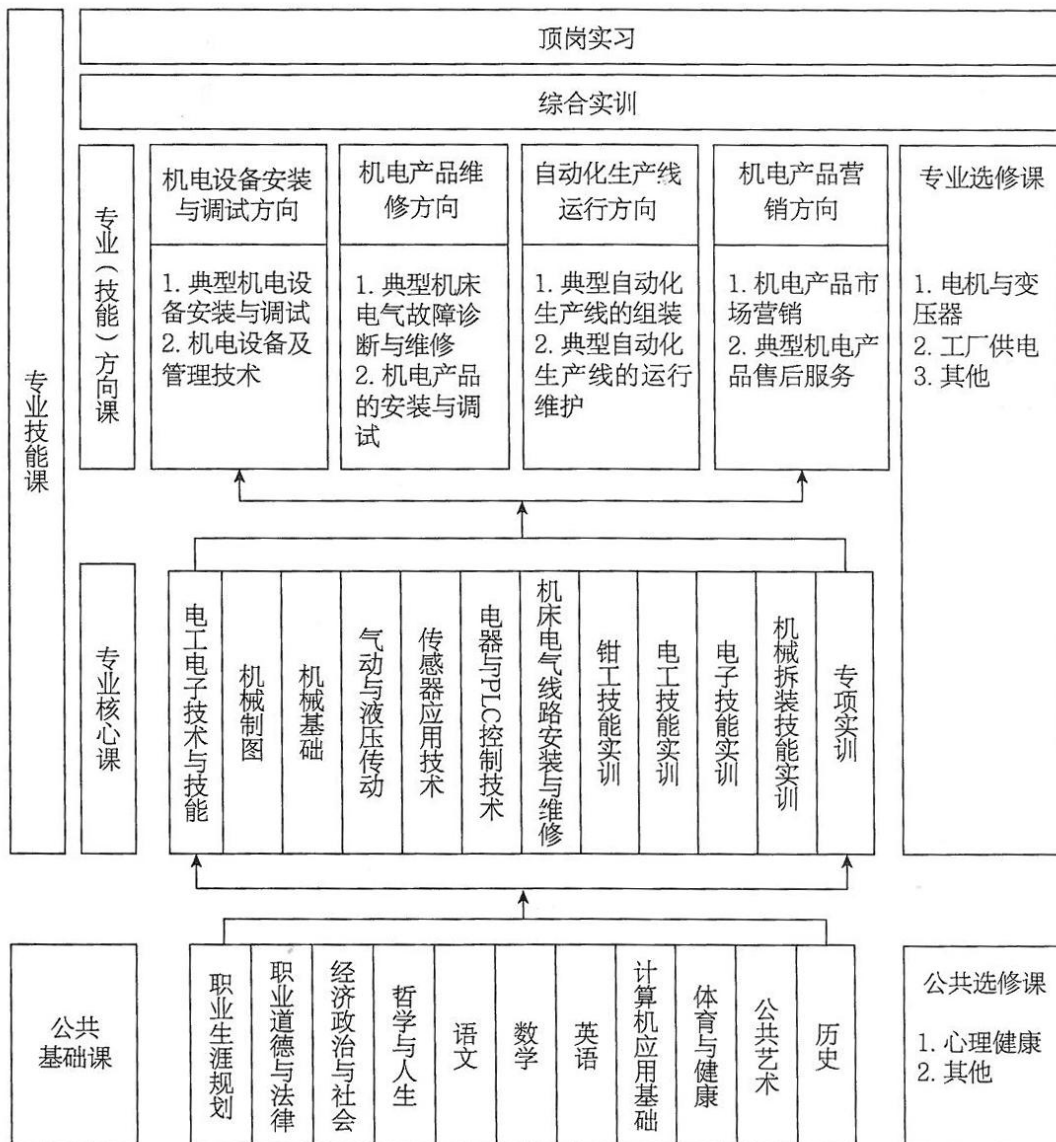 顶岗实习
综合实训
专业技能课
专业（技能）方向课
机电设备安装
与调试方向
1. 典型机电设
备安装与调试
2. 机电设备及
管理技术
机电产品维
修方向
1. 典型机床
电气故障诊
断与维修
2. 机电产品
的安装与调
试
自动化生产线
运行方向
1. 典型自动化
生产线的组装
2. 典型自动化
生产线的运行
维护
机电产品营
销方向
1. 机电产品市
场营销
2. 典型机电产
品售后服务
专业选修课
1. 电机与变
压器
2. 工厂供电
3. 其他
专业核心课
电工电子技术与技能
机械制图
机械基础
气动与液压传动
传感器应用技术
电器与PLC控制技术
机床电气线路安装与维修
钳工技能实训
电工技能实训
电子技能实训
机械拆装技能实训
专项实训
公共
基础课
职业生涯规划
职业道德与法律
经济政治与社会
哲学与人生
语文
数学
英语
计算机应用基础
体育与健康
公共艺术
历史
公共选修课
1. 心理健康
2. 其他